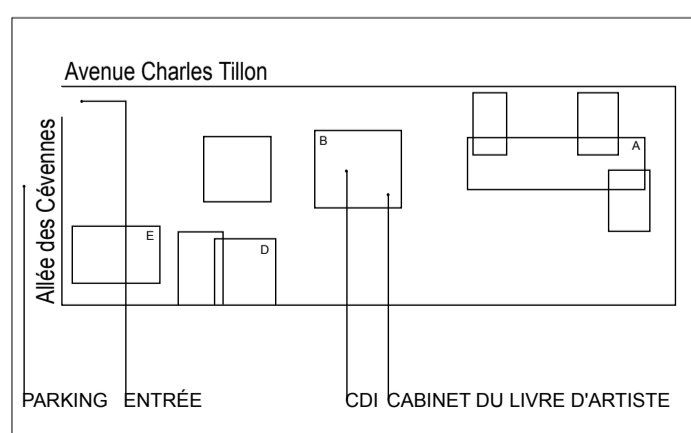 Avenue Charles Tillon
Allée des Cévennes
B
A
E
D
PARKING ENTRÉE CDI CABINET DU LIVRE D'ARTISTE